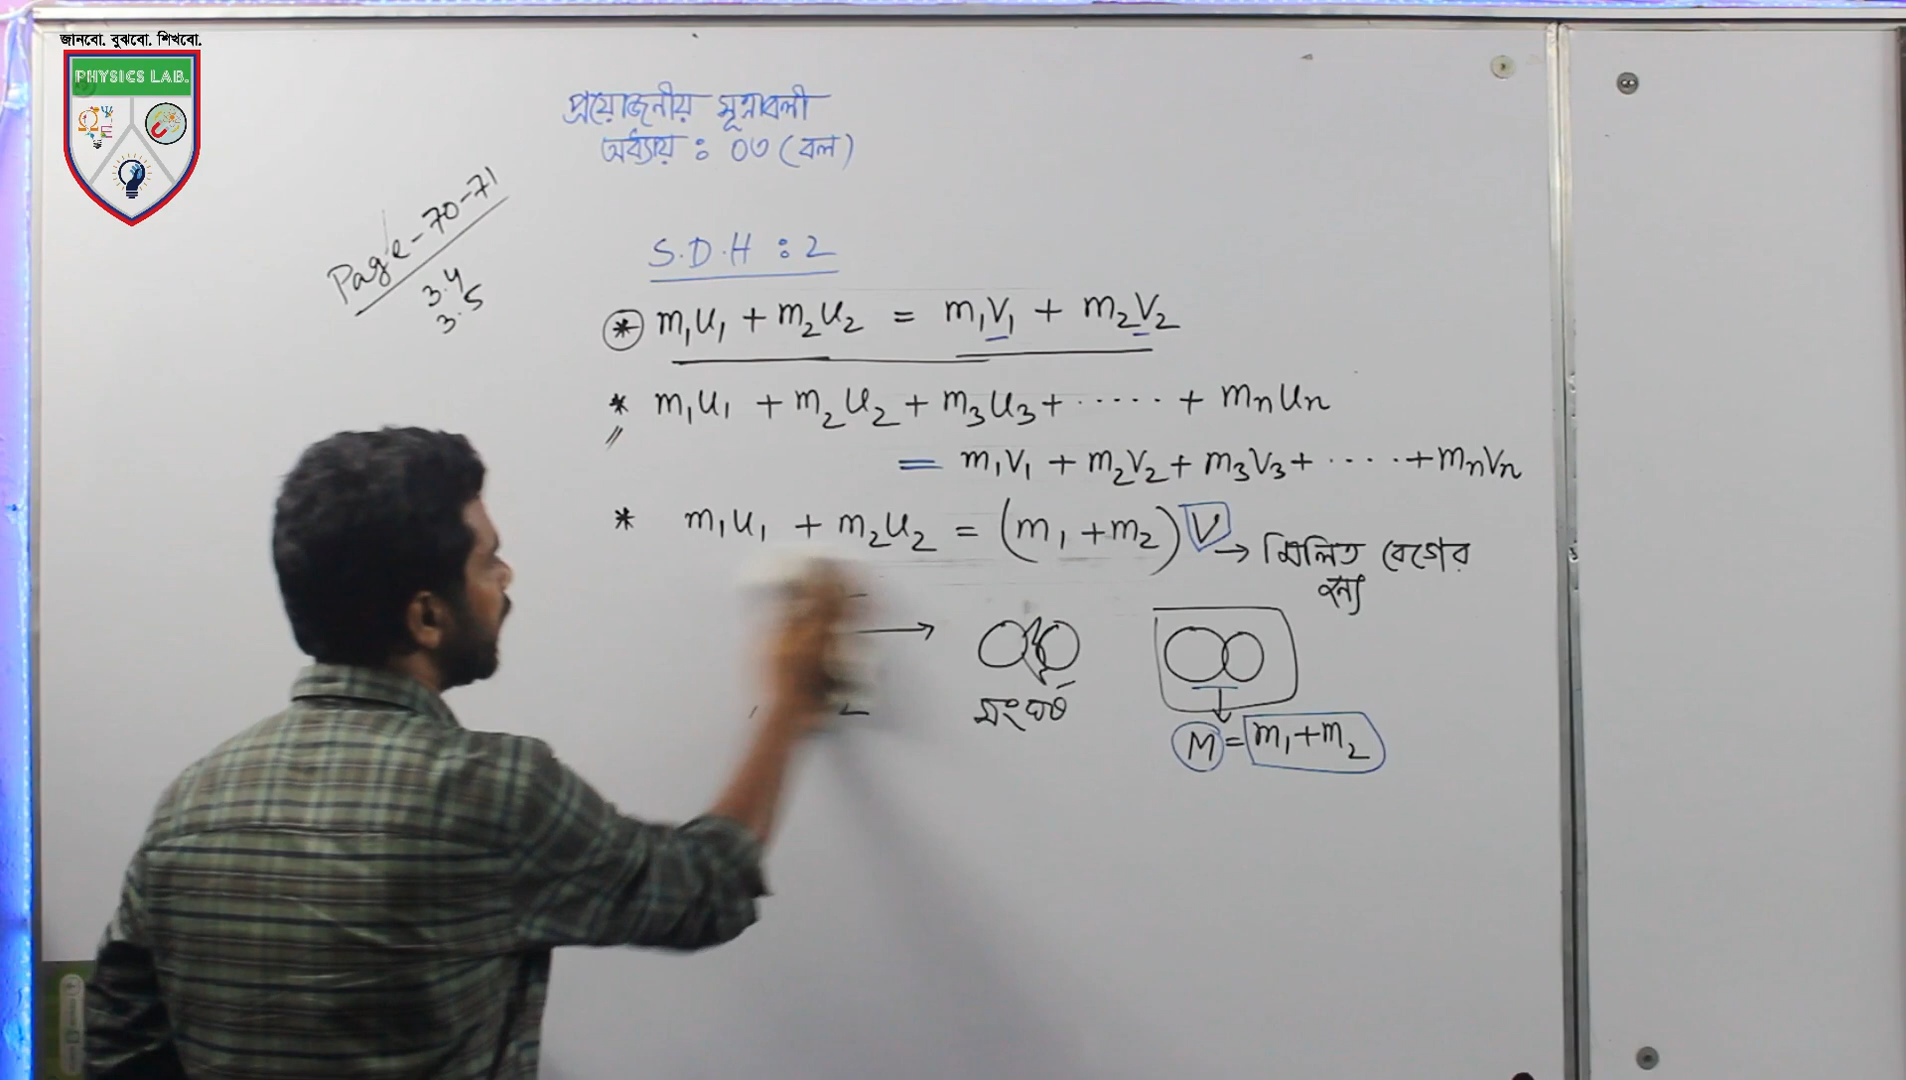 জানবো. বুঝবো. শিখবো.
PHYSICS LAB.
প্রয়োজনীয় সূত্রাবলী
অধ্যায় : ০৩ (বল)
Page - 70-71
3.4
3.5
S.D.H : 2
* m₁u₁ + m₂u₂ = m₁v₁ + m₂v₂
* m₁u₁ + m₂u₂ + m₃u₃ + ..... + mₙuₙ
= m₁v₁ + m₂v₂ + m₃v₃ + ..... + mₙvₙ
* m₁u₁ + m₂u₂ = (m₁ + m₂) V → মিলিত বেগের
জন্য
সংঘর্ষ
M = m₁ + m₂